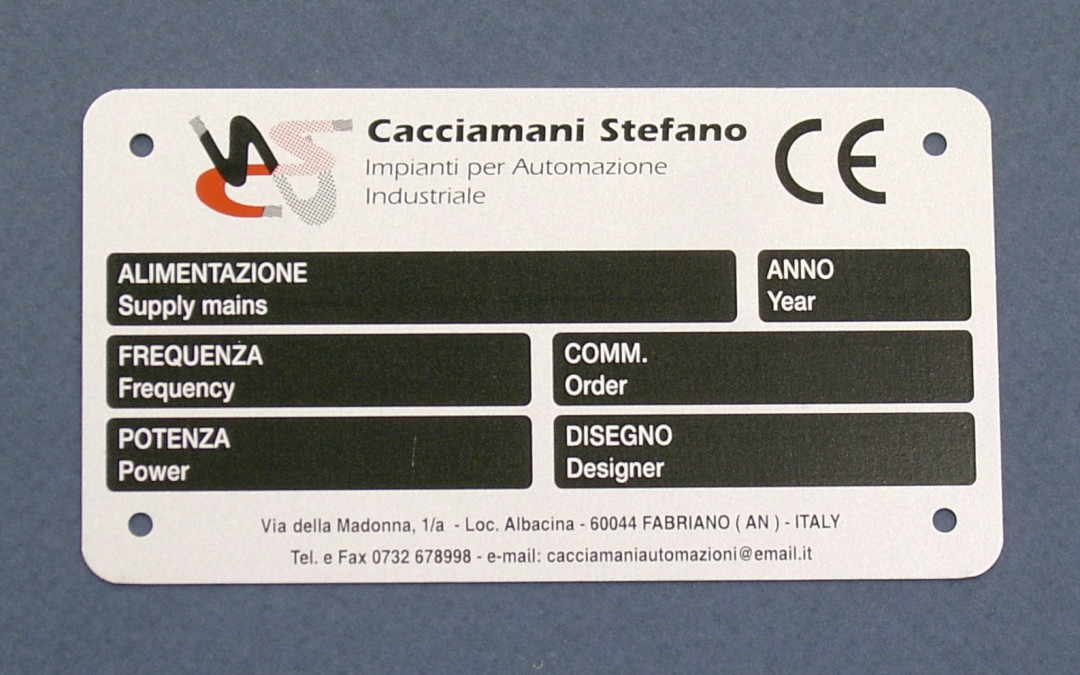 Cacciamani Stefano
Impianti per Automazione
Industriale
CE
ALIMENTAZIONE
Supply mains
ANNO
Year
FREQUENZA
Frequency
COMM.
Order
POTENZA
Power
DISEGNO
Designer
Via della Madonna, 1/a - Loc. Albacina - 60044 FABRIANO ( AN ) - ITALY
Tel. e Fax 0732 678998 - e-mail: cacciamaniautomazioni@email.it